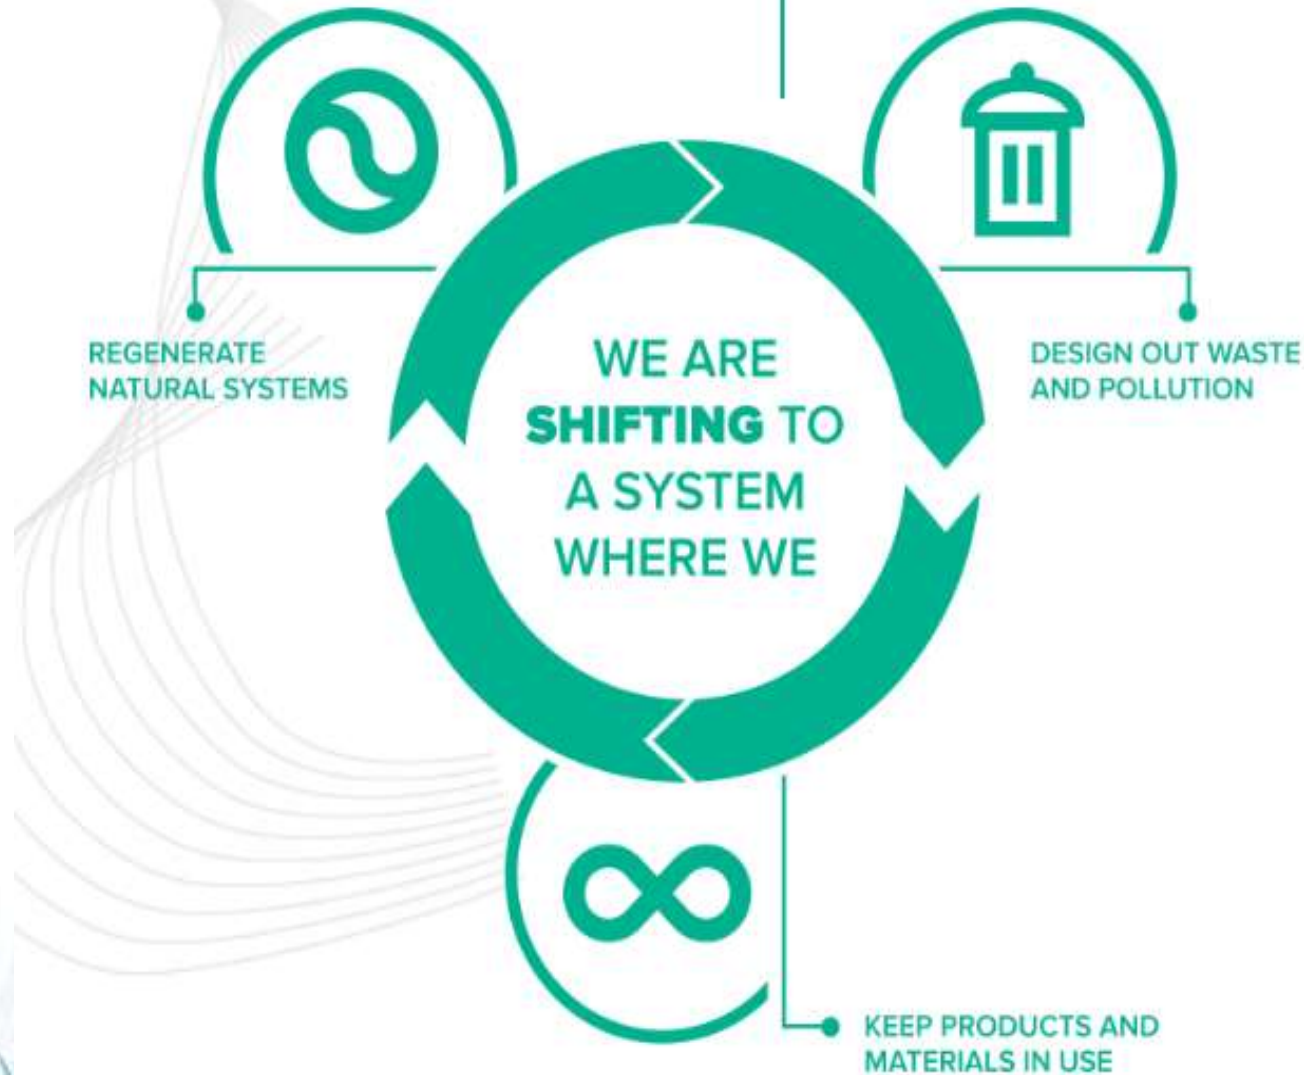 REGENERATE
NATURAL SYSTEMS
DESIGN OUT WASTE
AND POLLUTION
WE ARE
SHIFTING TO
A SYSTEM
WHERE WE
KEEP PRODUCTS AND
MATERIALS IN USE